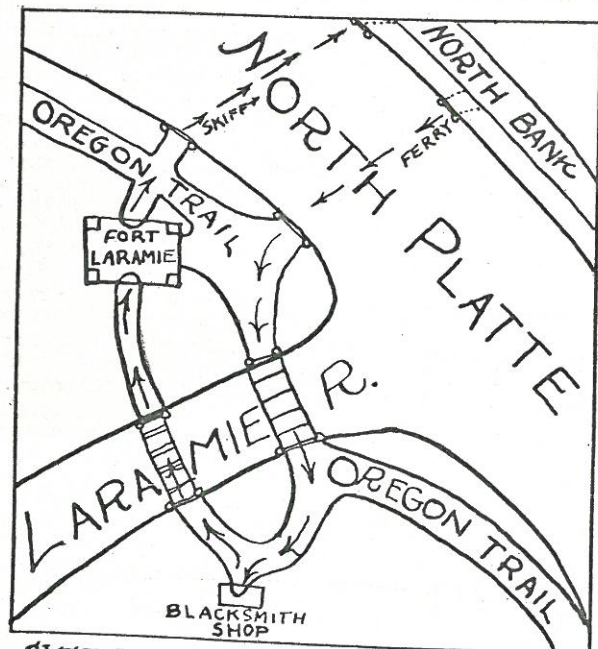 NORTH PLATTE
NORTH BANK
SKIFF
FERRY
OREGON TRAIL
FORT
LARAMIE
LARAMIE R.
OREGON TRAIL
BLACKSMITH
SHOP